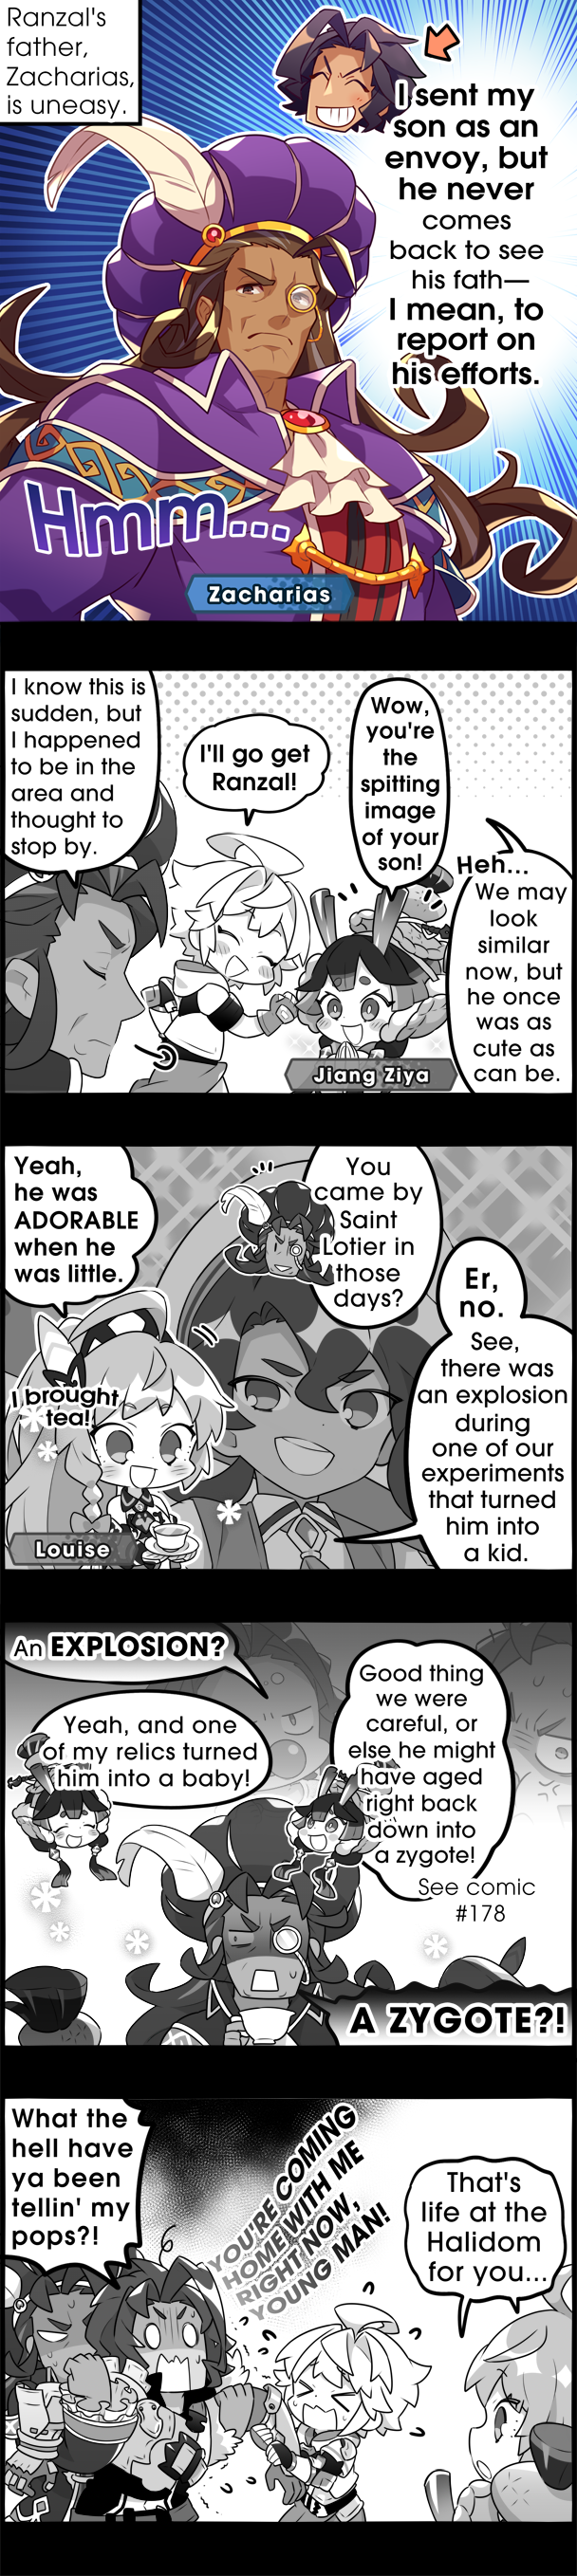 Ranzal's
father,
Zacharias,
is uneasy.
I sent my
son as an
envoy, but
he never
comes
back to see
his fath—
I mean, to
report on
his efforts.
Hmm...
Zacharias
I know this is
sudden, but
I happened
to be in the
area and
thought to
stop by.
I'll go get
Ranzal!
Wow,
you're
the
spitting
image
of your
son!
Heh...
We may
look
similar
now, but
he once
was as
cute as
can be.
Jiang Ziya
Yeah,
he was
ADORABLE
when he
was little.
I brought
tea!
Louise
You
came by
Saint
Lotier in
those
days?
Er,
no.
See,
there was
an explosion
during
one of our
experiments
that turned
him into
a kid.
An EXPLOSION?
Yeah, and one
of my relics turned
him into a baby!
Good thing
we were
careful, or
else he might
have aged
right back
down into
a zygote!
See comic
#178
A ZYGOTE?!
What the
hell have
ya been
tellin' my
pops?!
YOU'RE COMING
HOME WITH ME
RIGHT NOW,
YOUNG MAN!
That's
life at the
Halidom
for you...